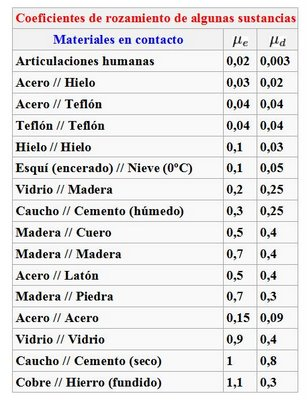 Coeficientes de rozamiento de algunas sustancias
Materiales en contacto μe μd
Articulaciones humanas 0,02 0,003
Acero // Hielo 0,03 0,02
Acero // Teflón 0,04 0,04
Teflón // Teflón 0,04 0,04
Hielo // Hielo 0,1 0,03
Esquí (encerado) // Nieve (0ºC) 0,1 0,05
Vidrio // Madera 0,2 0,25
Caucho // Cemento (húmedo) 0,3 0,25
Madera // Cuero 0,5 0,4
Madera // Madera 0,7 0,4
Acero // Latón 0,5 0,4
Madera // Piedra 0,7 0,3
Acero // Acero 0,15 0,09
Vidrio // Vidrio 0,9 0,4
Caucho // Cemento (seco) 1 0,8
Cobre // Hierro (fundido) 1,1 0,3